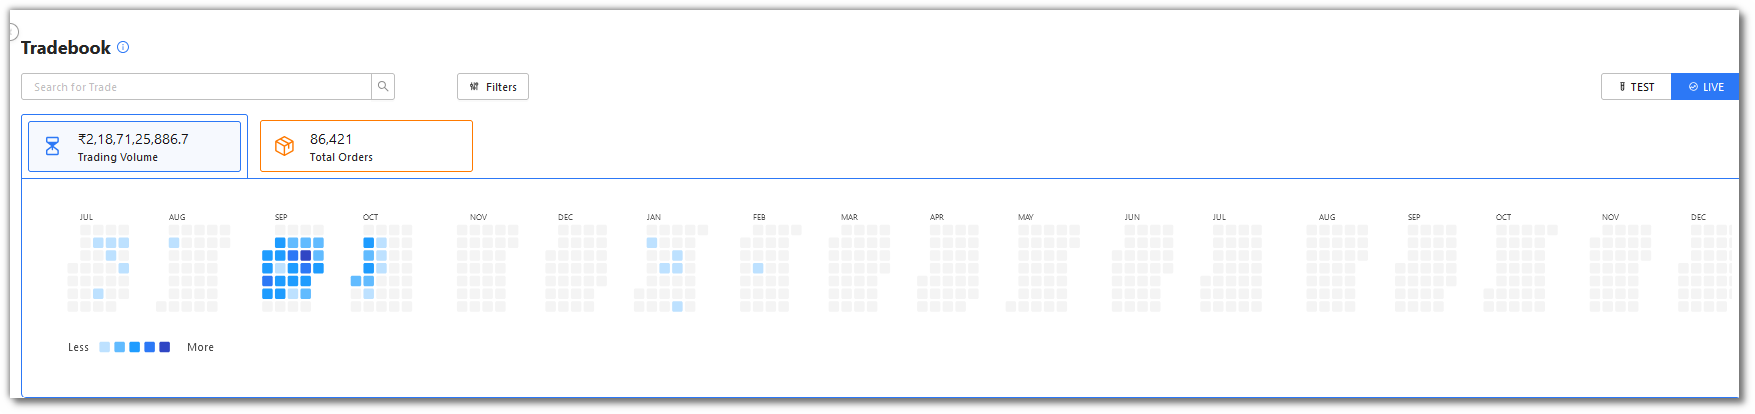 Tradebook
Search for Trade
Filters
TEST
LIVE
₹2,18,71,25,886.7
Trading Volume
86,421
Total Orders
JUL AUG SEP OCT NOV DEC JAN FEB MAR APR MAY JUN JUL AUG SEP OCT NOV DEC
Less
More